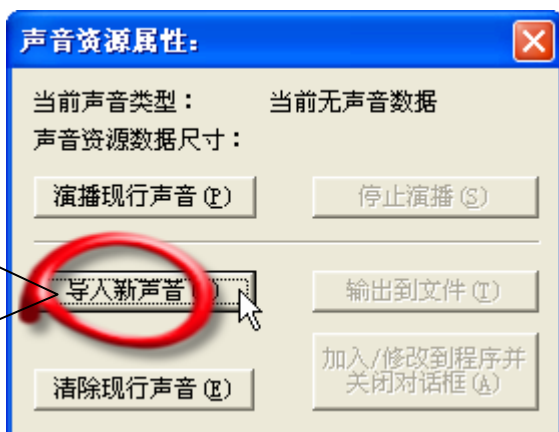 声音资源属性:
当前声音类型: 当前无声音数据
声音资源数据尺寸:
演播现行声音(P) 停止演播(S)
导入新声音 输出到文件(T)
清除现行声音(E) 加入/修改到程序并
关闭对话框(A)